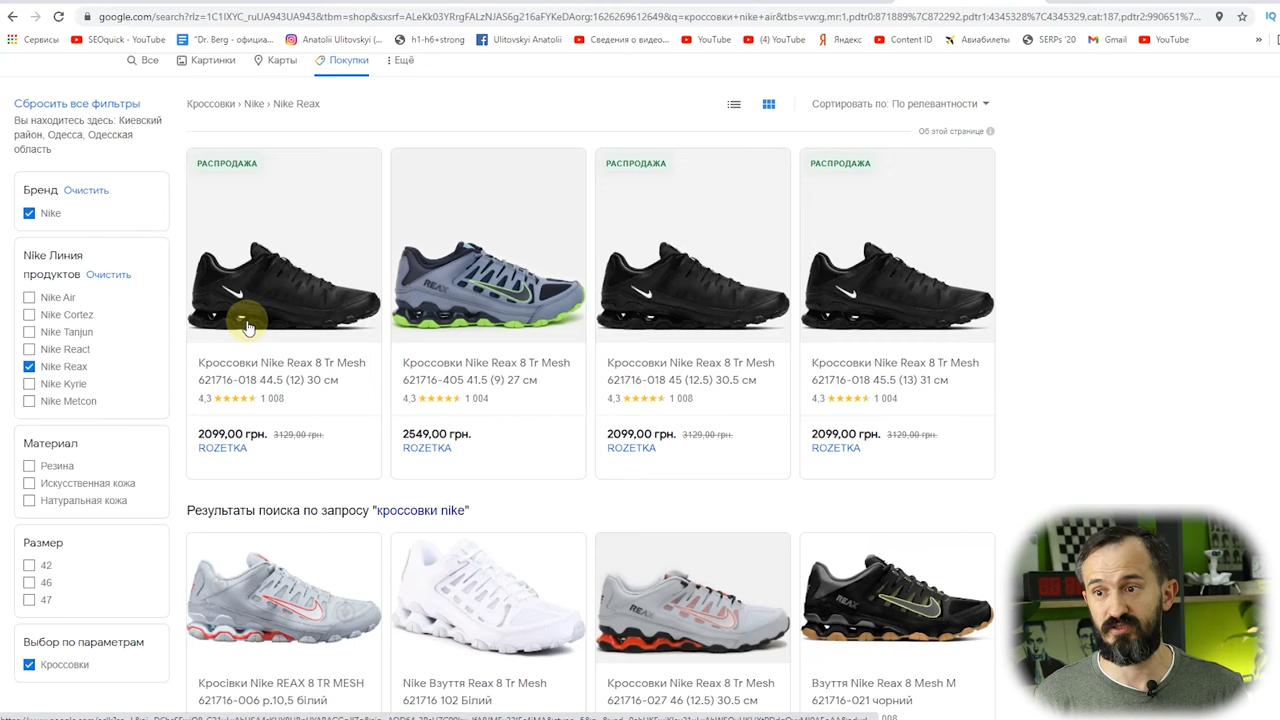 google.com/search?rlz=1C1IXYC_ruUA943UA943&tbm=shop&sxsrf=ALeKk03YRrgFALzNJAS6g216aFYKeDAorg:1626269612649&q=кроссовки+nike+air&tbs=vw:g,mr:1,pdtr0:871889%7C872292,pdtr1:4345328%7C4345329,cat:187,pdtr2:990651%7...
Сервисы SEOquick - YouTube "Dr. Berg - официа... Anatolii Ulitovskyi (... h1-h6+strong Ulitovskyi Anatolii Сведения о видео... YouTube (4) YouTube Яндекс Content ID Авиабилеты SERPs '20 Gmail YouTube »
Все Картинки Карты Покупки Ещё
Сбросить все фильтры
Вы находитесь здесь: Киевский
район, Одесса, Одесская
область
Бренд Очистить
Nike
Nike Линия
продуктов Очистить
Nike Air
Nike Cortez
Nike Tanjun
Nike React
Nike Reax
Nike Kyrie
Nike Metcon
Материал
Резина
Искусственная кожа
Натуральная кожа
Размер
42
46
47
Выбор по параметрам
Кроссовки
Кроссовки › Nike › Nike Reax
Сортировать по: По релевантности
Об этой странице
РАСПРОДАЖА
Кроссовки Nike Reax 8 Tr Mesh
621716-018 44.5 (12) 30 см
4,3 1 008
2099,00 грн. 3129,00 грн.
ROZETKA
REAX
Кроссовки Nike Reax 8 Tr Mesh
621716-405 41.5 (9) 27 см
4,3 1 004
2549,00 грн.
ROZETKA
РАСПРОДАЖА
Кроссовки Nike Reax 8 Tr Mesh
621716-018 45 (12.5) 30.5 см
4,3 1 008
2099,00 грн. 3129,00 грн.
ROZETKA
РАСПРОДАЖА
Кроссовки Nike Reax 8 Tr Mesh
621716-018 45.5 (13) 31 см
4,3 1 004
2099,00 грн. 3129,00 грн.
ROZETKA
Результаты поиска по запросу "кроссовки nike"
Кросівки REAX 8 TR MESH
621716-006 р.10,5 білий
Nike Взуття Reax 8 Tr Mesh
621716 102 Білий
REAX
Кроссовки Nike Reax 8 Tr Mesh
621716-027 46 (12.5) 30.5 см
REAX
Взуття Nike Reax 8 Mesh M
621716-021 чорний
008